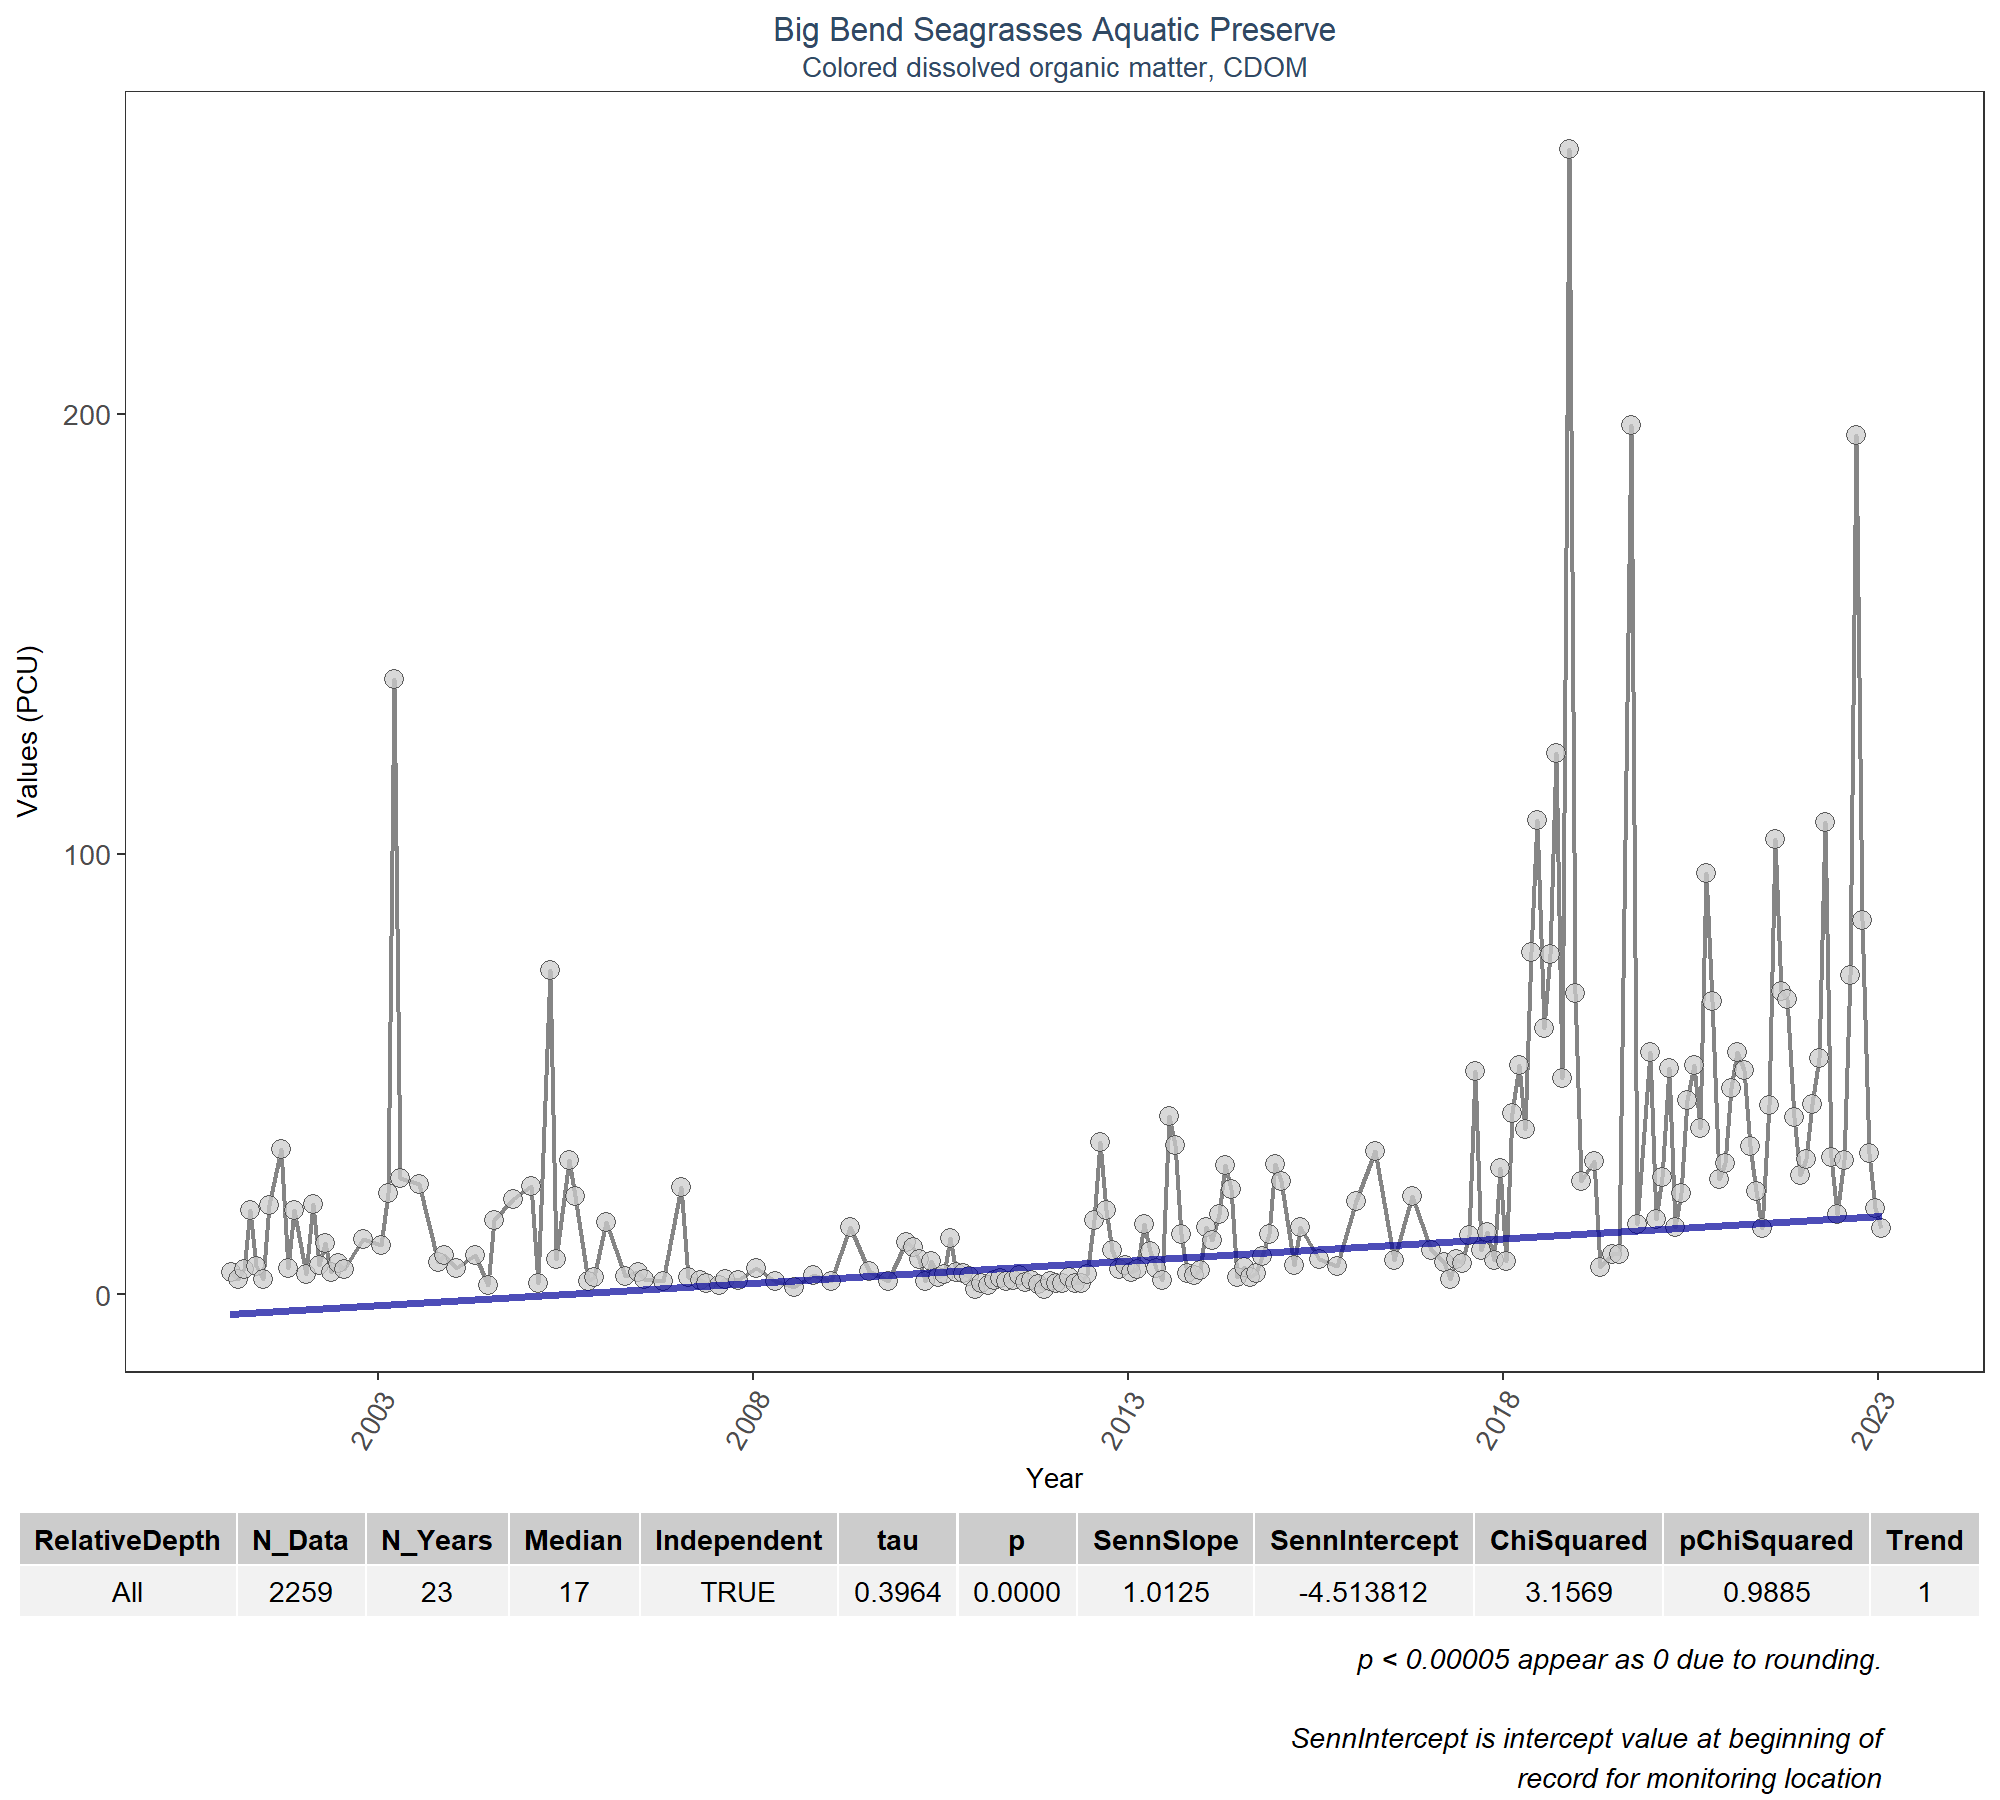 Big Bend Seagrasses Aquatic Preserve
Colored dissolved organic matter, CDOM
Values (PCU)
200
100
0
2003
2008
2013
2018
2023
Year
RelativeDepth N_Data N_Years Median Independent tau p SennSlope SennIntercept ChiSquared pChiSquared Trend
All 2259 23 17 TRUE 0.3964 0.0000 1.0125 -4.513812 3.1569 0.9885 1
p < 0.00005 appear as 0 due to rounding.
SennIntercept is intercept value at beginning of
record for monitoring location